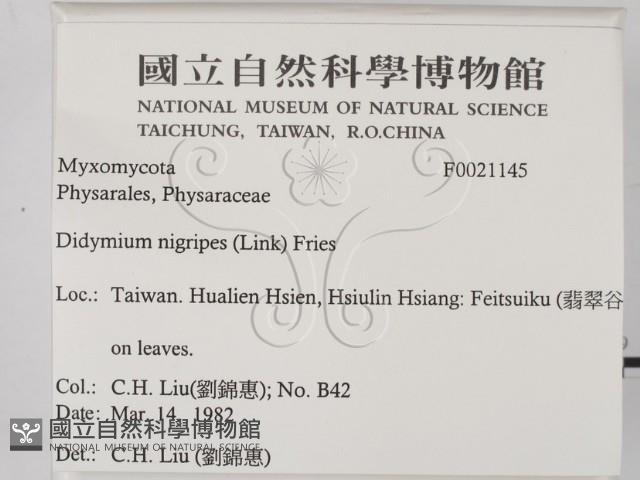 國立自然科學博物館
NATIONAL MUSEUM OF NATURAL SCIENCE
TAICHUNG, TAIWAN, R.O.CHINA
Myxomycota F0021145
Physarales, Physaraceae
Didymium nigripes (Link) Fries
Loc.: Taiwan. Hualien Hsien, Hsiulin Hsiang: Feitsuiku (翡翠谷
on leaves.
Col.: C.H. Liu(劉錦惠); No. B42
Date: Mar. 14, 1982
國立自然科學博物館
NATIONAL MUSEUM OF NATURAL SCIENCE
Det.: C.H. Liu (劉錦惠)